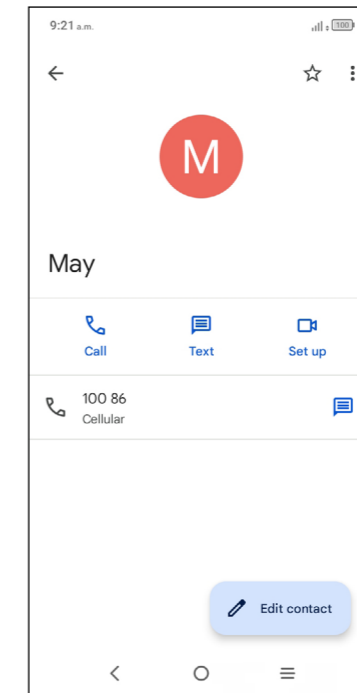 9:21 a.m.
100
M
May
Call
Text
Set up
100 86
Cellular
Edit contact